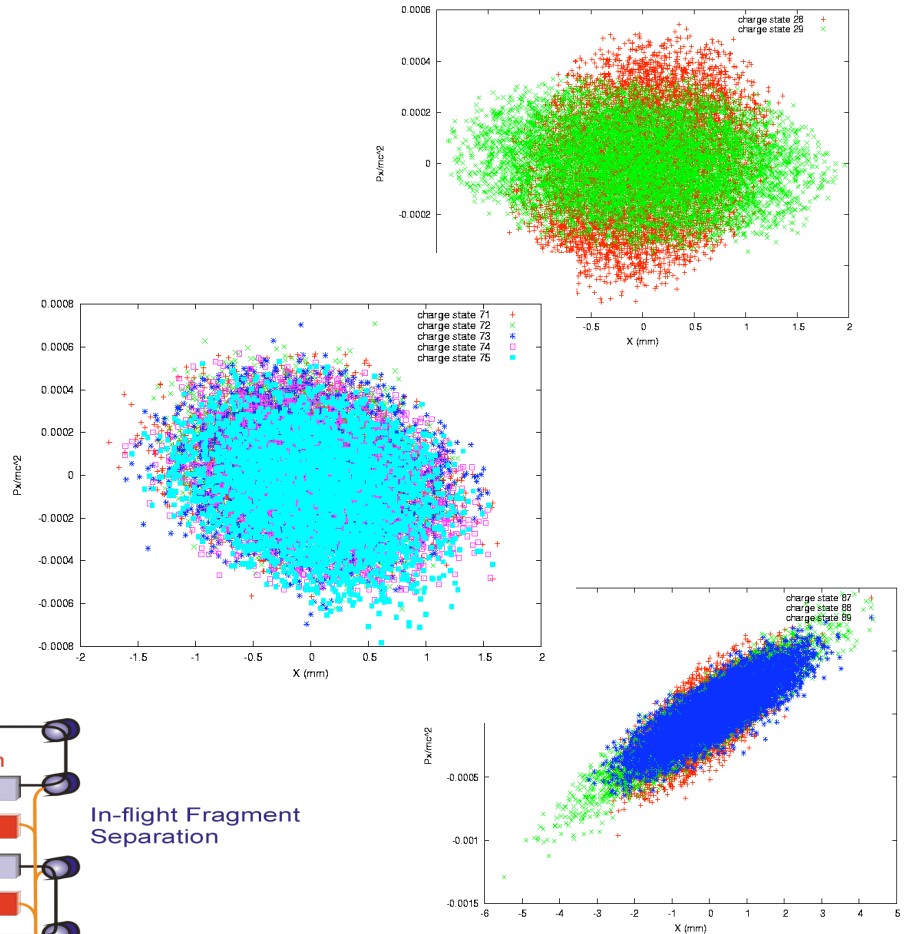 0.0006
0.0004
0.0002
0
-0.0002
Px/mc^2
charge state 28
charge state 29
-0.5
0
0.5
1
1.5
2
X (mm)
0.0008
0.0006
0.0004
0.0002
0
-0.0002
-0.0004
-0.0006
-0.0008
Px/mc^2
charge state 71
charge state 72
charge state 73
charge state 74
charge state 75
-2
-1.5
-1
-0.5
0
0.5
1
1.5
2
X (mm)
charge state 87
charge state 88
charge state 89
Px/mc^2
-0.0005
-0.001
-0.0015
-6
-5
-4
-3
-2
-1
0
1
2
3
4
5
X (mm)
In-flight Fragment
Separation